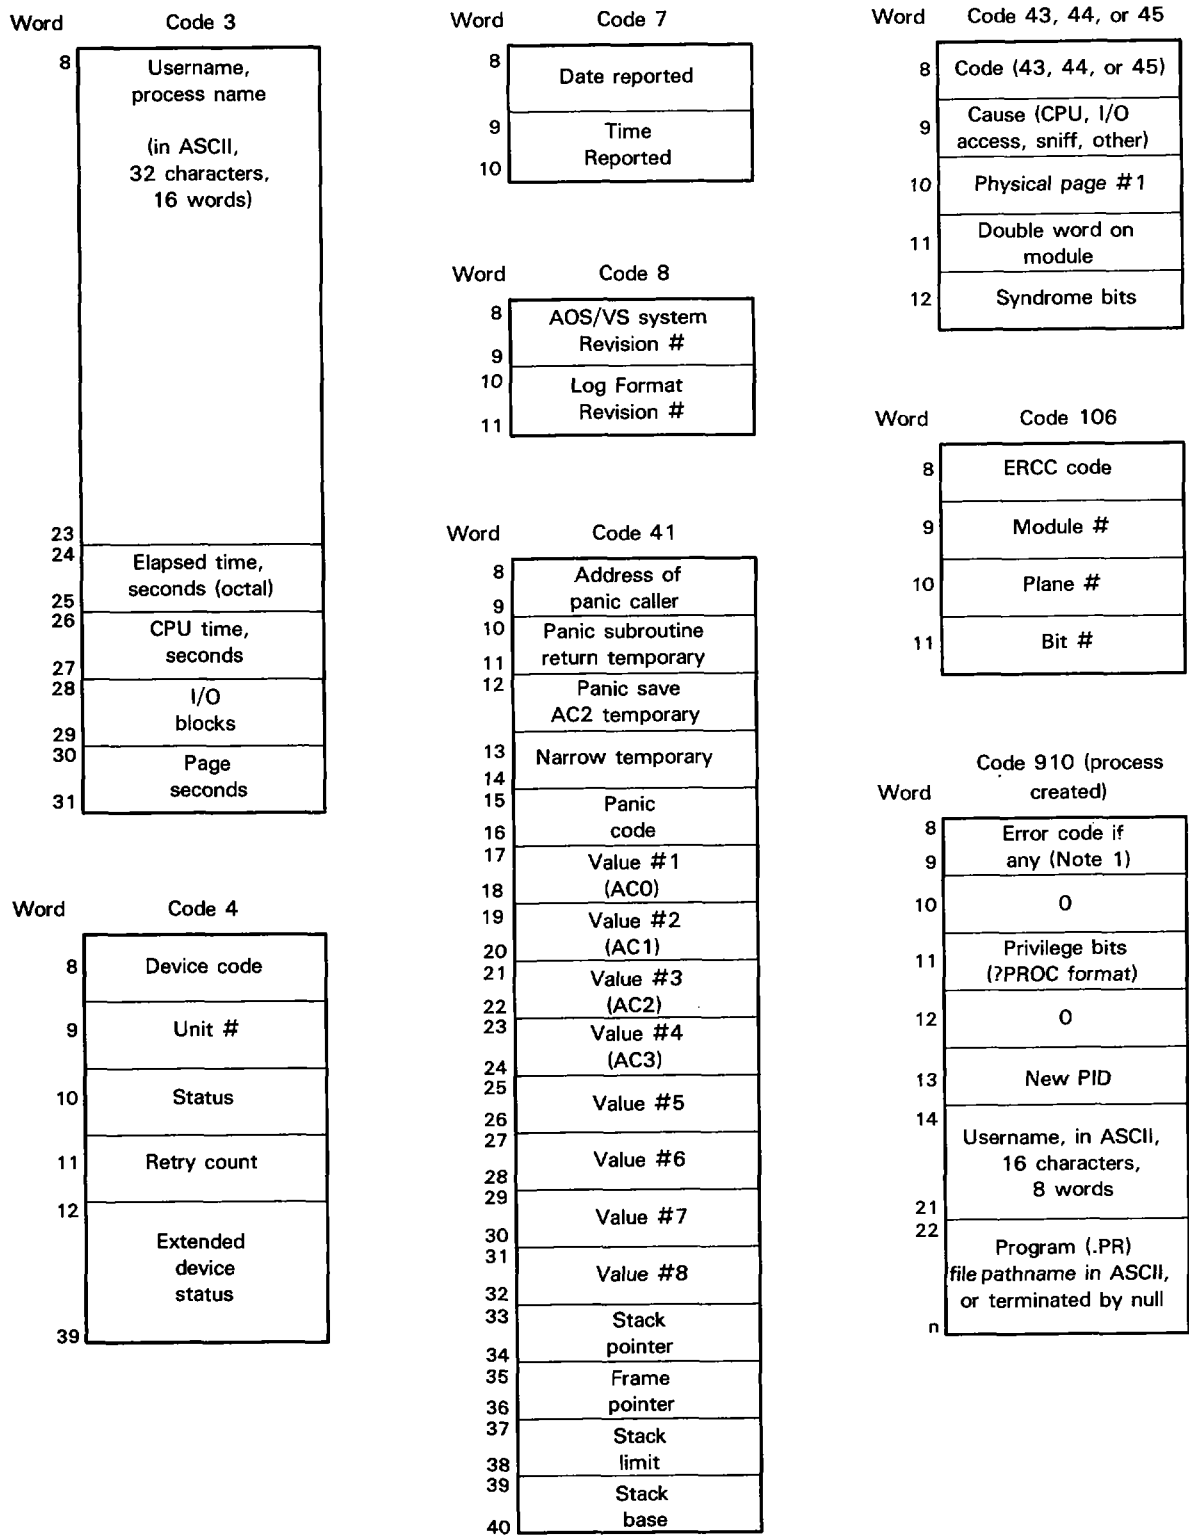 Word Code 3
8 Username,
process name
(in ASCII,
32 characters,
16 words)
23
24 Elapsed time,
25 seconds (octal)
26 CPU time,
27 seconds
28 I/O
29 blocks
30 Page
31 seconds
Word Code 4
8 Device code
9 Unit #
10 Status
11 Retry count
12
Extended
device
status
39
Word Code 7
8 Date reported
9 Time
10 Reported
Word Code 8
8 AOS/VS system
9 Revision #
10 Log Format
11 Revision #
Word Code 41
8 Address of
9 panic caller
10 Panic subroutine
11 return temporary
12 Panic save
AC2 temporary
13 Narrow temporary
14
15 Panic
16 code
17 Value #1
18 (AC0)
19 Value #2
20 (AC1)
21 Value #3
22 (AC2)
23 Value #4
24 (AC3)
25 Value #5
26
27 Value #6
28
29 Value #7
30
31 Value #8
32
33 Stack
34 pointer
35 Frame
36 pointer
37 Stack
38 limit
39 Stack
40 base
Word Code 43, 44, or 45
8 Code (43, 44, or 45)
9 Cause (CPU, I/O
access, sniff, other)
10 Physical page #1
11 Double word on
module
12 Syndrome bits
Word Code 106
8 ERCC code
9 Module #
10 Plane #
11 Bit #
Code 910 (process
Word created)
8 Error code if
9 any (Note 1)
10 0
11 Privilege bits
(?PROC format)
12 0
13 New PID
14
Username, in ASCII,
16 characters,
8 words
21
22
Program (.PR)
file pathname in ASCII,
or terminated by null
n